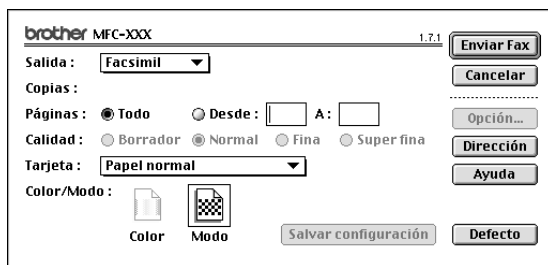 brother MFC-XXX 1.7.1 Enviar Fax
Salida : Facsimil Cancelar
Copias :
Páginas : Todo Desde : A : Opción...
Calidad : Borrador Normal Fina Super fina Dirección
Tarjeta : Papel normal Ayuda
Color/Modo :
Color Modo Salvar configuración Defecto